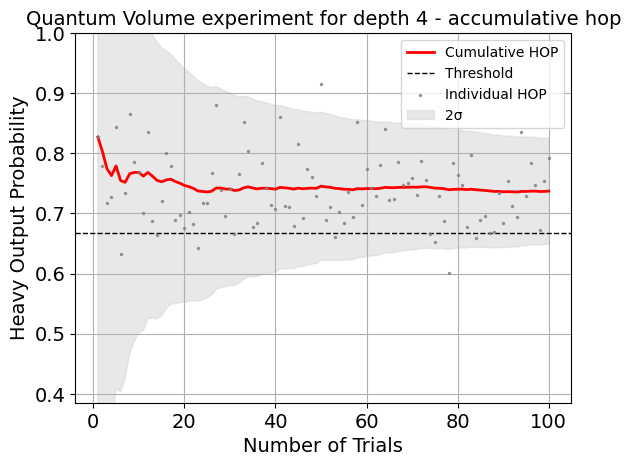 Quantum Volume experiment for depth 4 - accumulative hop
Cumulative HOP
Threshold
Individual HOP
2σ
Heavy Output Probability
1.0
0.9
0.8
0.7
0.6
0.5
0.4
0 20 40 60 80 100
Number of Trials